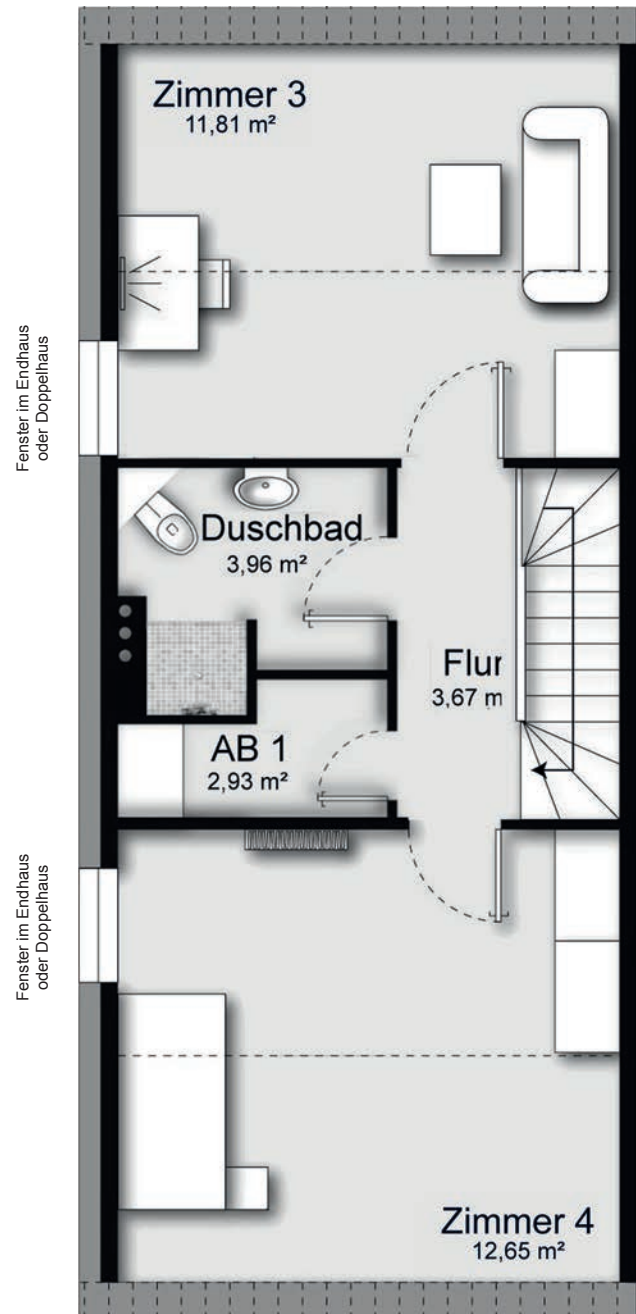 Zimmer 3
11,81 m²
Fenster im Endhaus
oder Doppelhaus
Duschbad
3,96 m²
Flur
3,67 m
AB 1
2,93 m²
Fenster im Endhaus
oder Doppelhaus
Zimmer 4
12,65 m²